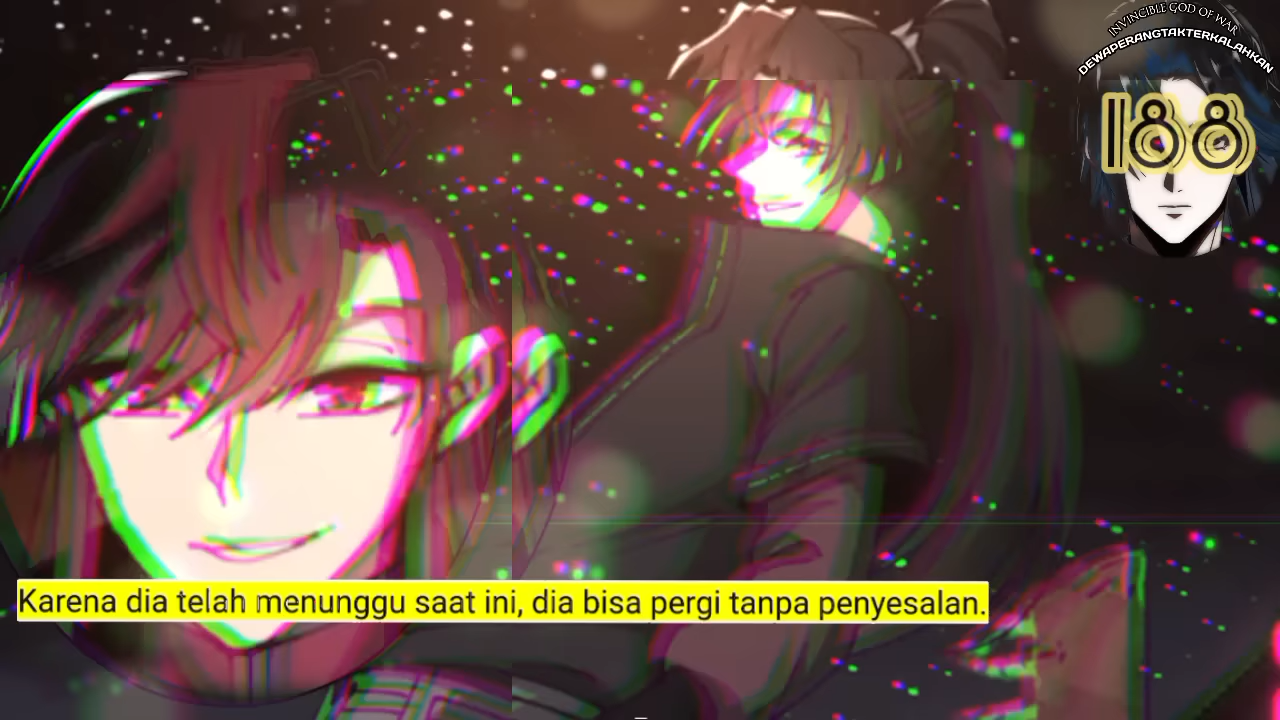 INVINCIBLE GOD OF WAR
DEWAPERANGTAKTERKALAHKAN
188
Karena dia telah menunggu saat ini, dia bisa pergi tanpa penyesalan.